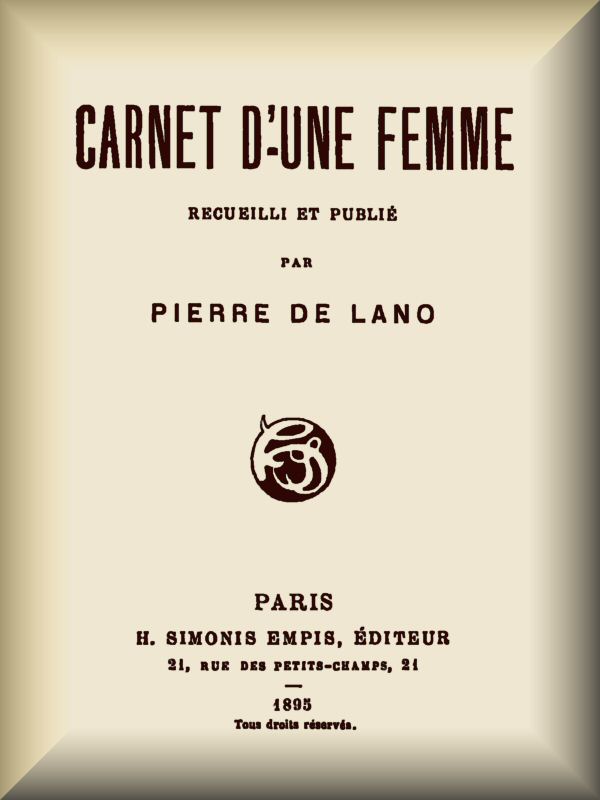 CARNET D'UNE FEMME
RECUEILLI ET PUBLIÉ
PAR
PIERRE DE LANO
PARIS
H. SIMONIS EMPIS, ÉDITEUR
21, RUE DES PETITS-CHAMPS, 21
1895
Tous droits réservés.